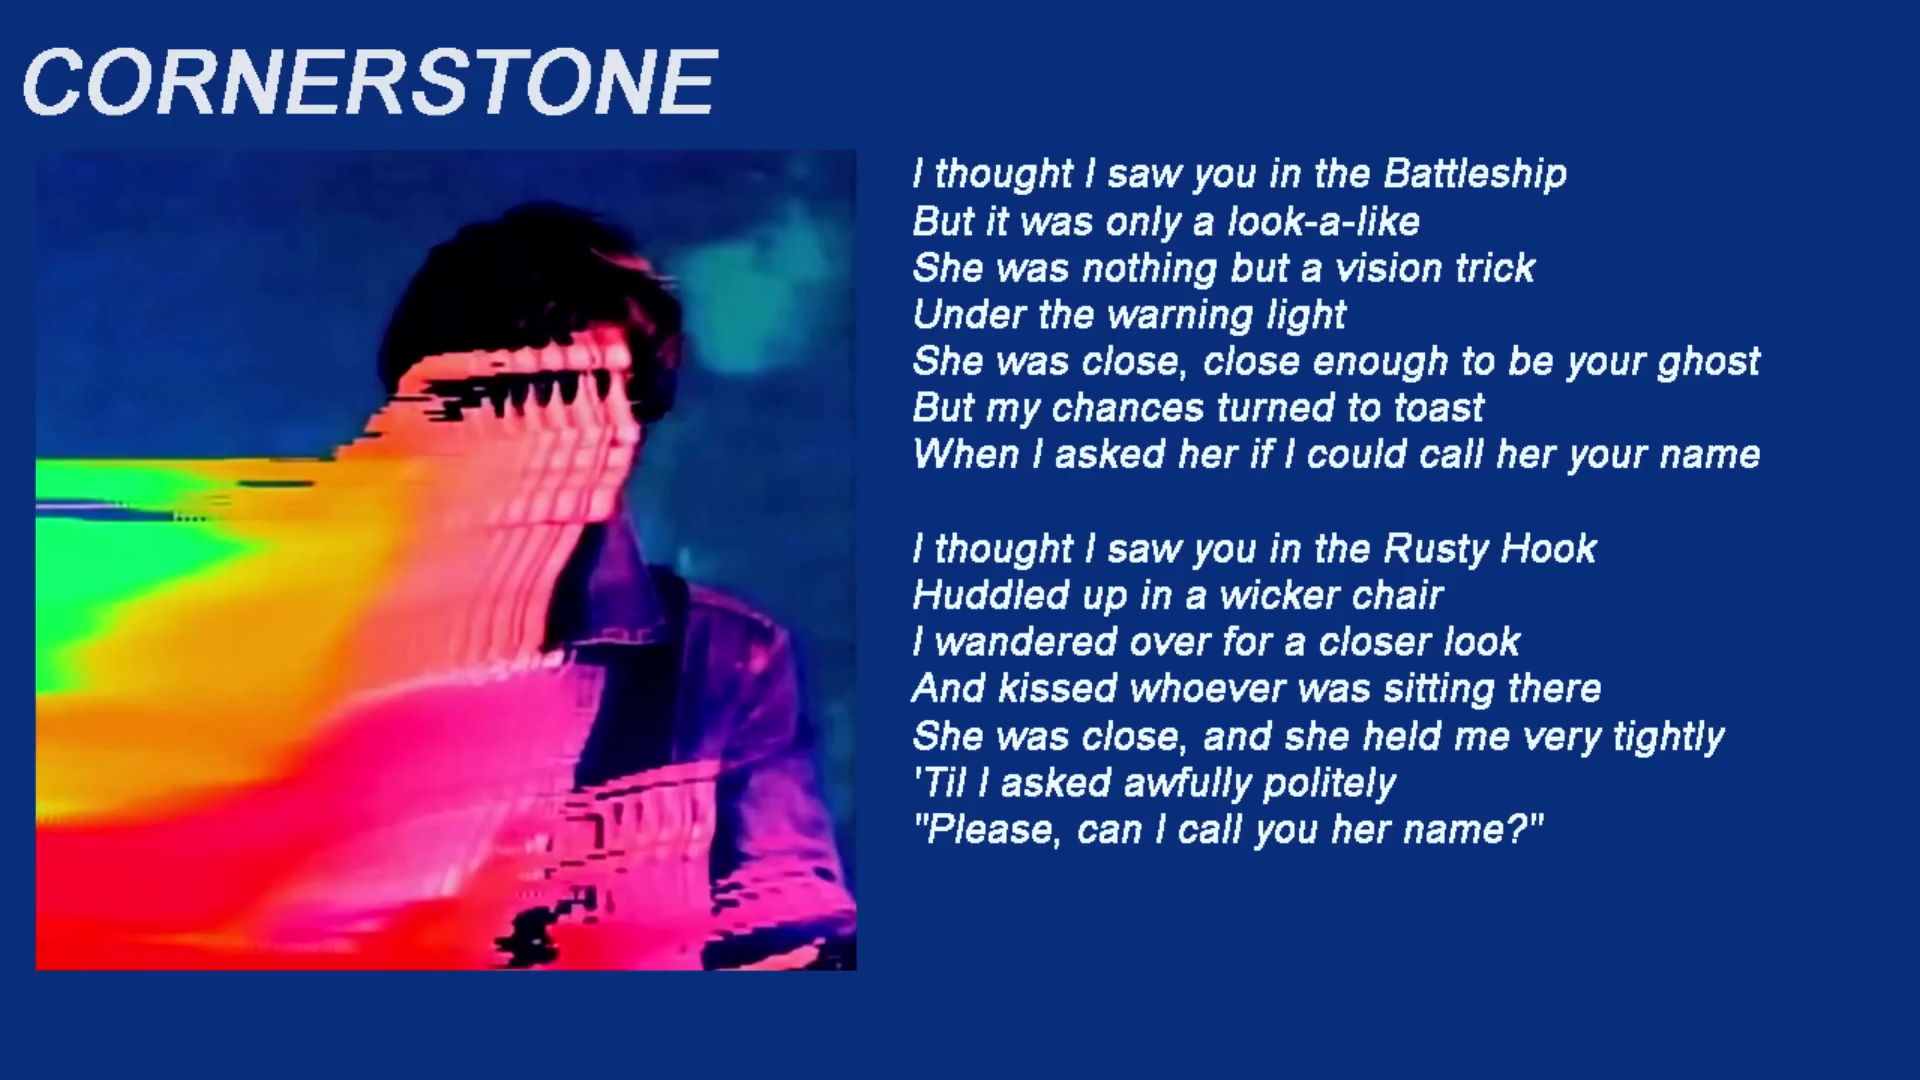 CORNERSTONE
I thought I saw you in the Battleship
But it was only a look-a-like
She was nothing but a vision trick
Under the warning light
She was close, close enough to be your ghost
But my chances turned to toast
When I asked her if I could call her your name
I thought I saw you in the Rusty Hook
Huddled up in a wicker chair
I wandered over for a closer look
And kissed whoever was sitting there
She was close, and she held me very tightly
'Til I asked awfully politely
"Please, can I call you her name?"